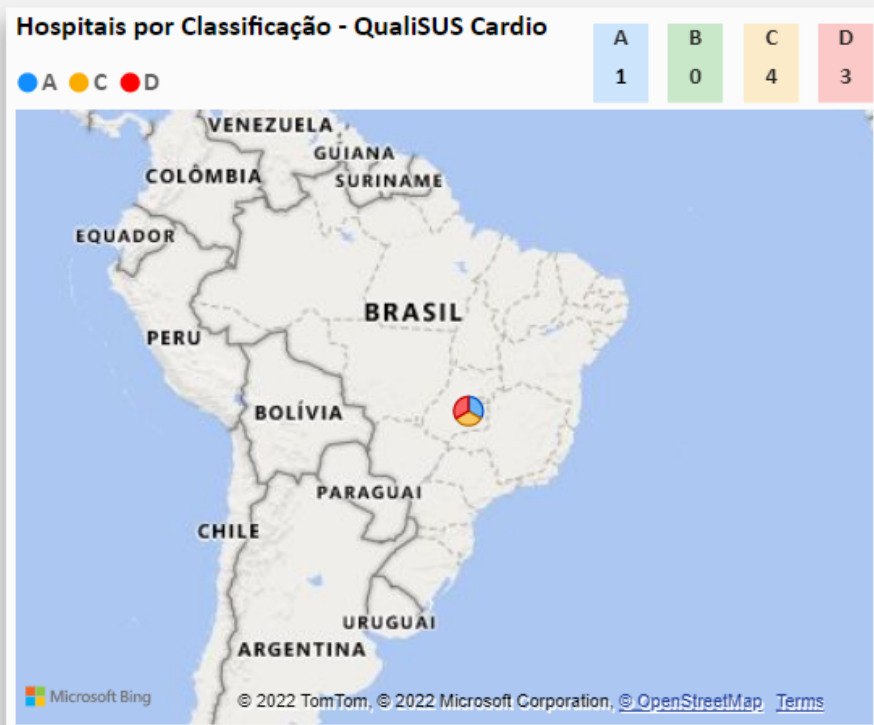 Hospitais por Classificação - QualiSUS Cardio
A B C D
1 0 4 3
A C D
VENEZUELA
GUIANA
COLÔMBIA
SURINAME
EQUADOR
BRASIL
PERU
BOLÍVIA
PARAGUAI
CHILE
URUGUAI
ARGENTINA
Microsoft Bing
© 2022 TomTom, © 2022 Microsoft Corporation, © OpenStreetMap Terms